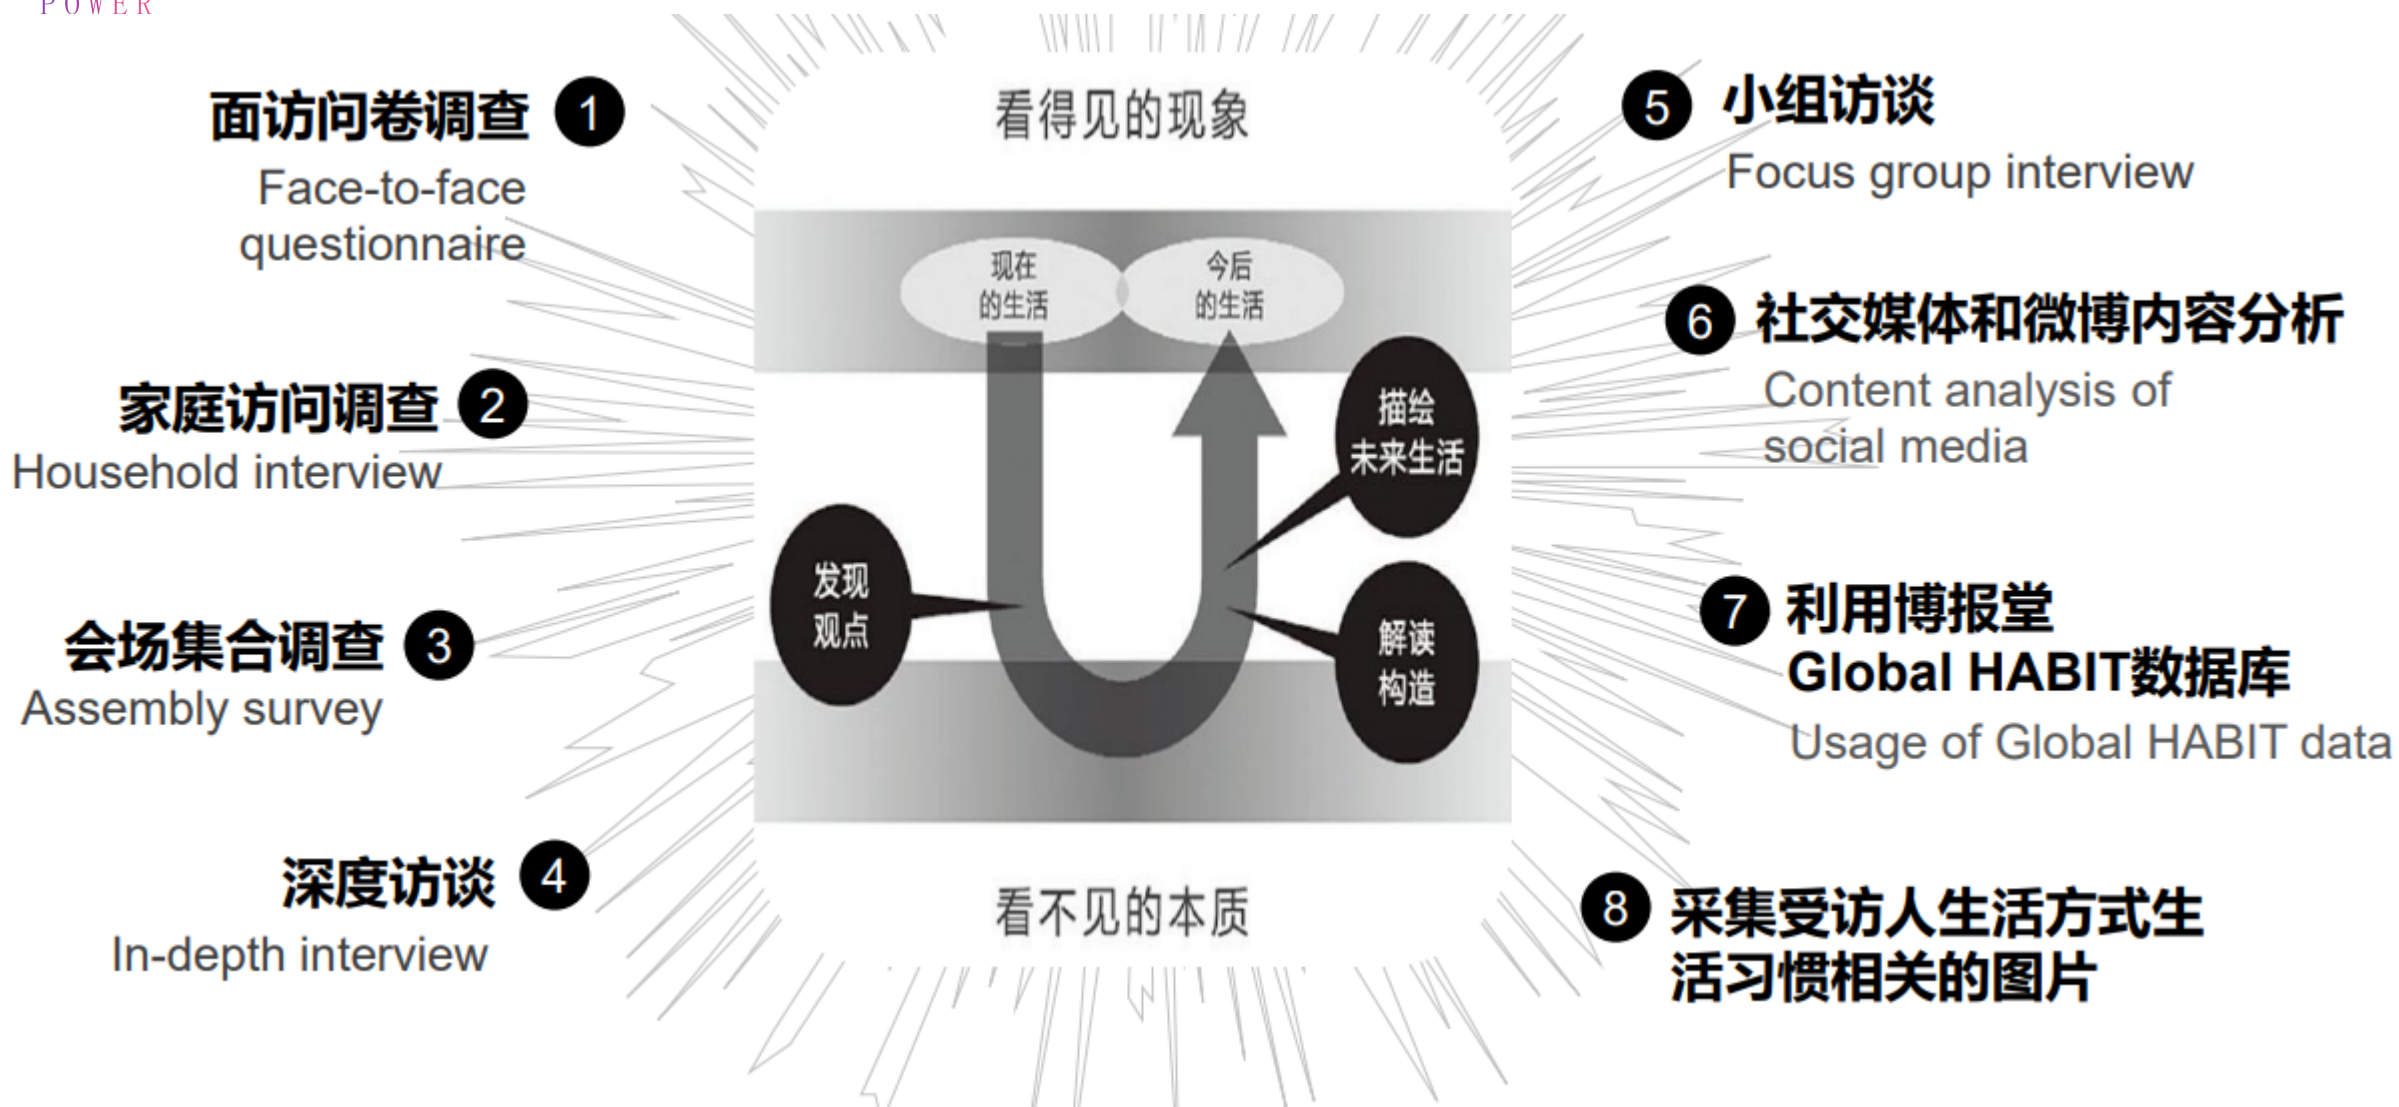 POWER
面访问卷调查 1
Face-to-face
questionnaire
家庭访问调查 2
Household interview
会场集合调查 3
Assembly survey
深度访谈 4
In-depth interview
看得见的现象
现在
的生活
今后
的生活
描绘
未来生活
发现
观点
解读
构造
看不见的本质
5 小组访谈
Focus group interview
6 社交媒体和微博内容分析
Content analysis of
social media
7 利用博报堂
Global HABIT数据库
Usage of Global HABIT data
8 采集受访人生活方式生
活习惯相关的图片